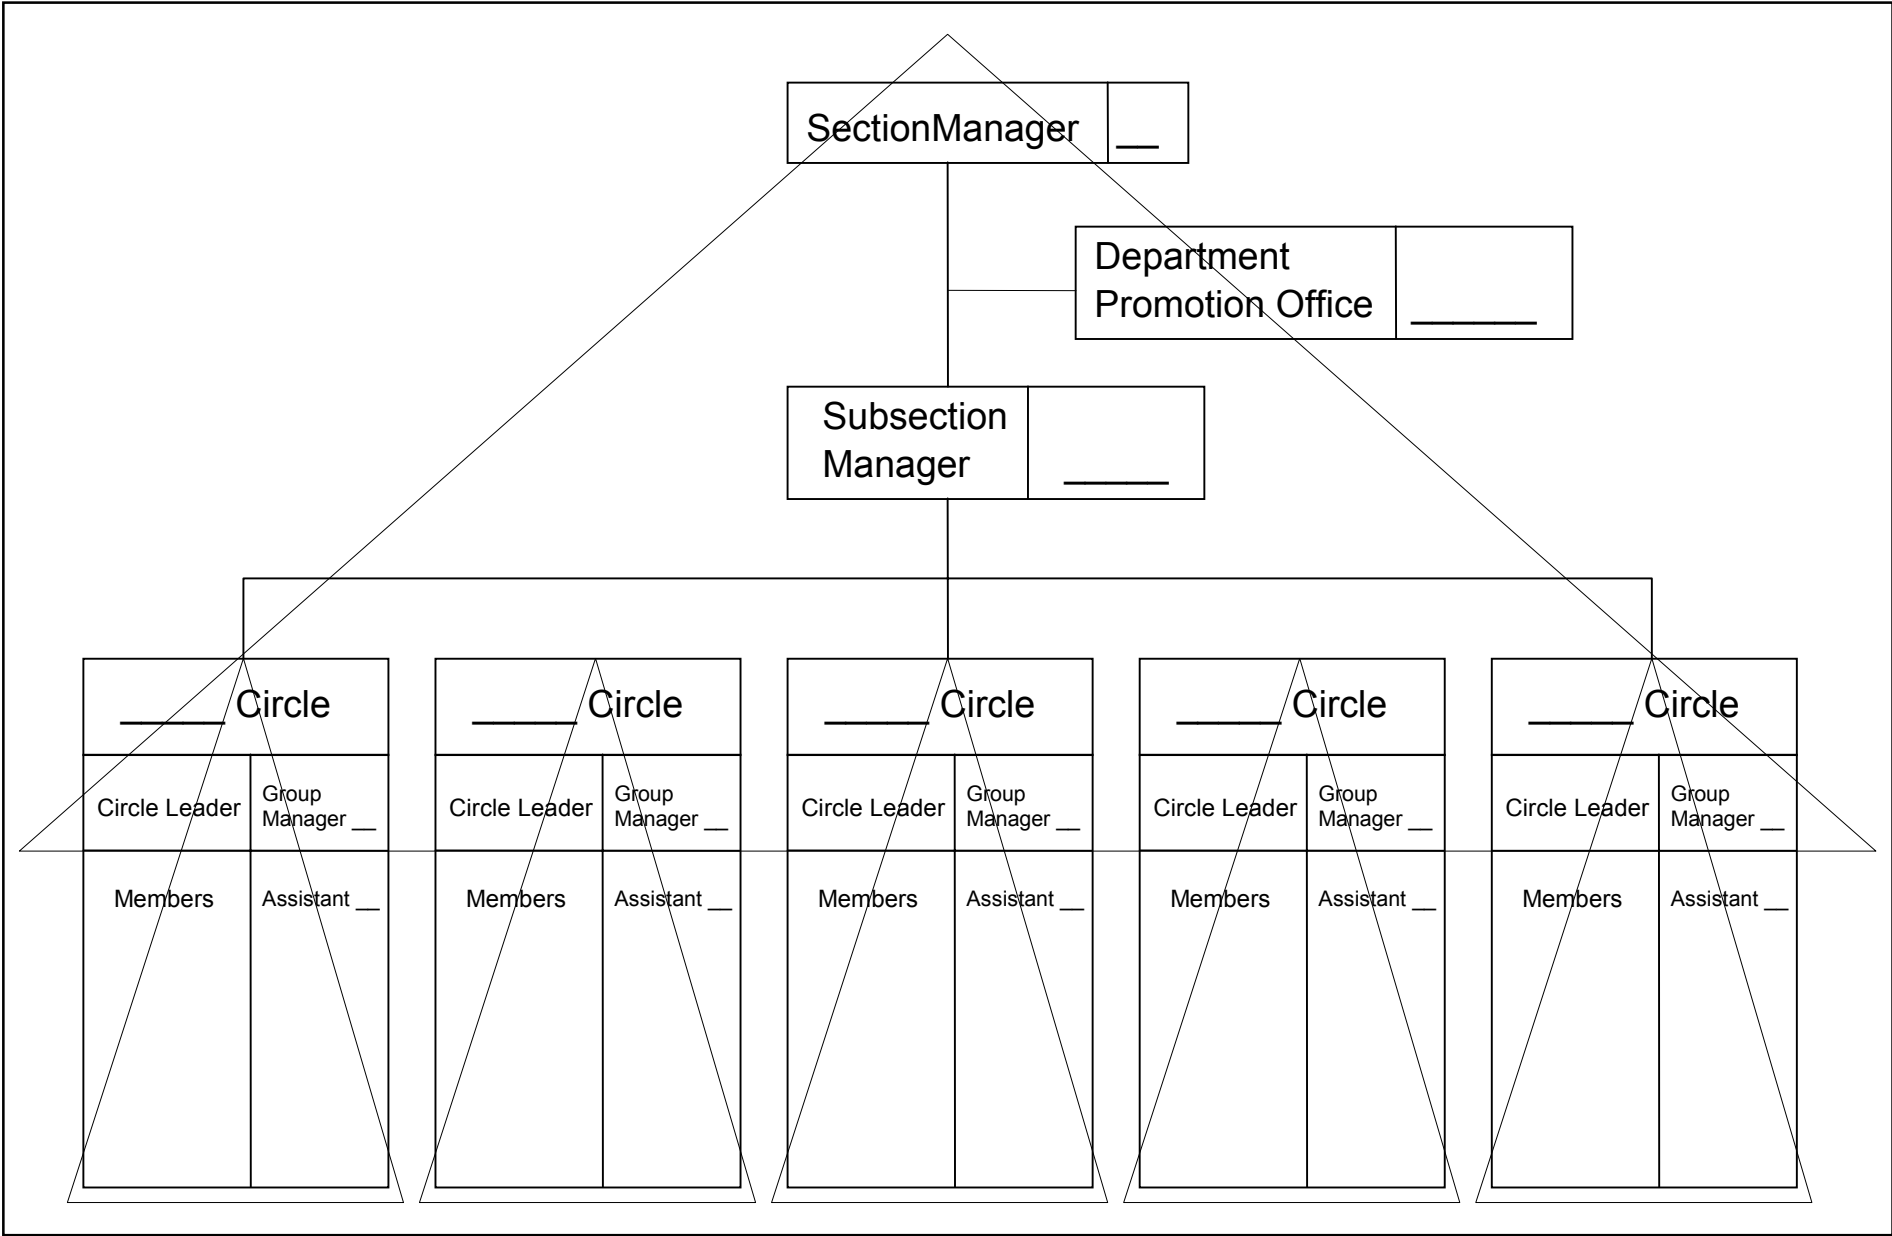 SectionManager __
Department
Promotion Office ______
Subsection
Manager _____
_____ Circle
_____ Circle
_____ Circle
_____ Circle
_____ Circle
Circle Leader
Group
Manager __
Circle Leader
Group
Manager __
Circle Leader
Group
Manager __
Circle Leader
Group
Manager __
Circle Leader
Group
Manager __
Members
Assistant __
Members
Assistant __
Members
Assistant __
Members
Assistant __
Members
Assistant __